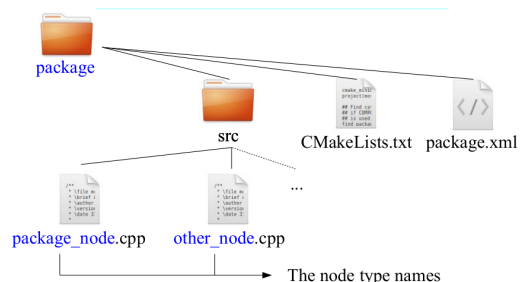 package
src
CMakeLists.txt
package.xml
...
package_node.cpp
other_node.cpp
The node type names